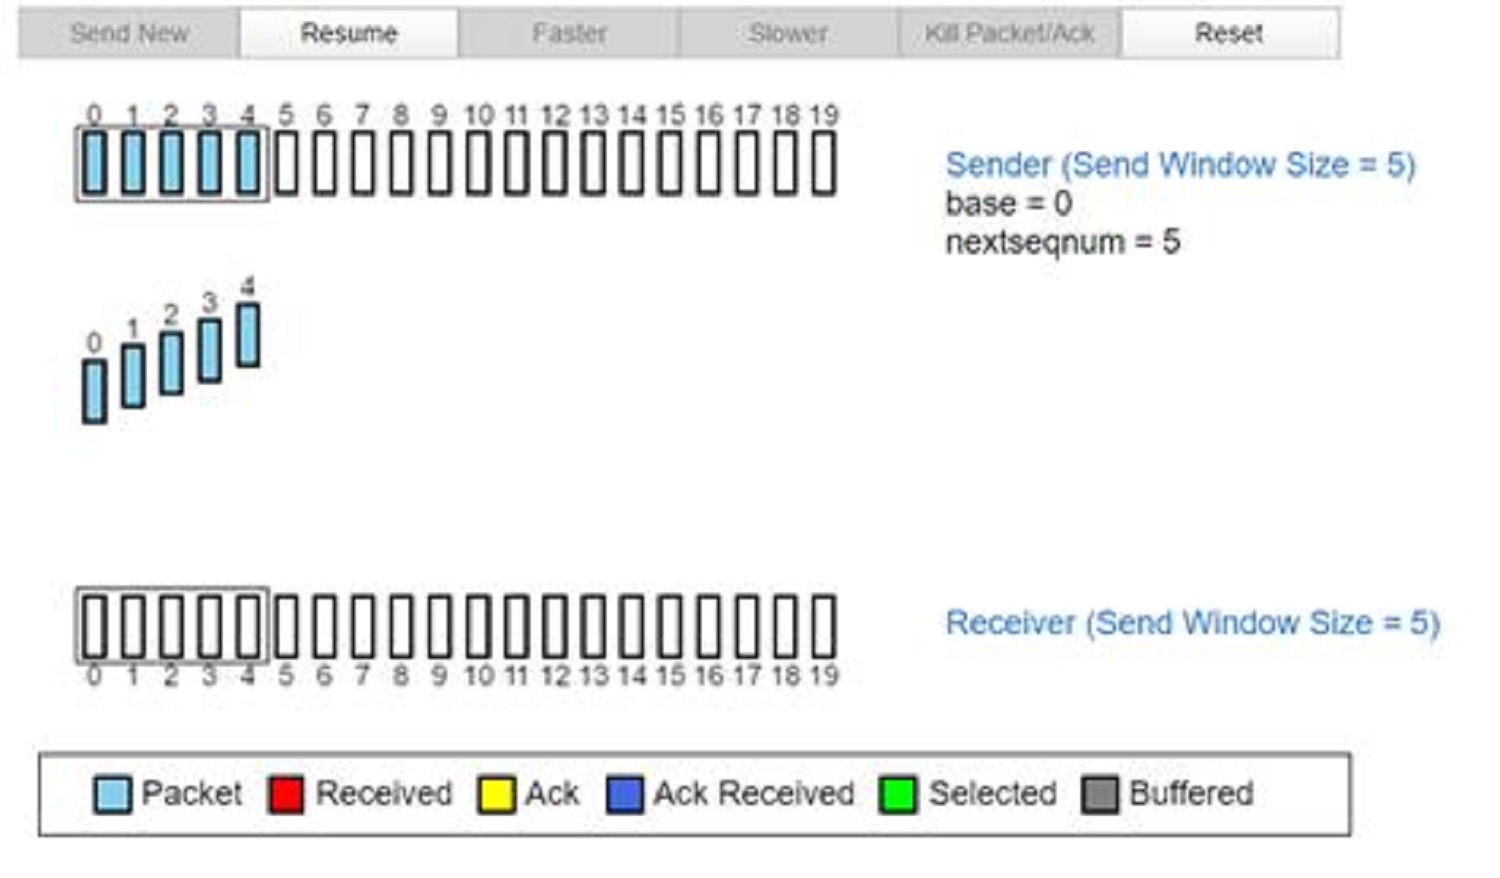 Send New Resume Faster Slower Kill Packet/Ack Reset
0 1 2 3 4 5 6 7 8 9 10 11 12 13 14 15 16 17 18 19
Sender (Send Window Size = 5)
base = 0
nextseqnum = 5
0 1 2 3 4
Receiver (Send Window Size = 5)
0 1 2 3 4 5 6 7 8 9 10 11 12 13 14 15 16 17 18 19
Packet Received Ack Ack Received Selected Buffered